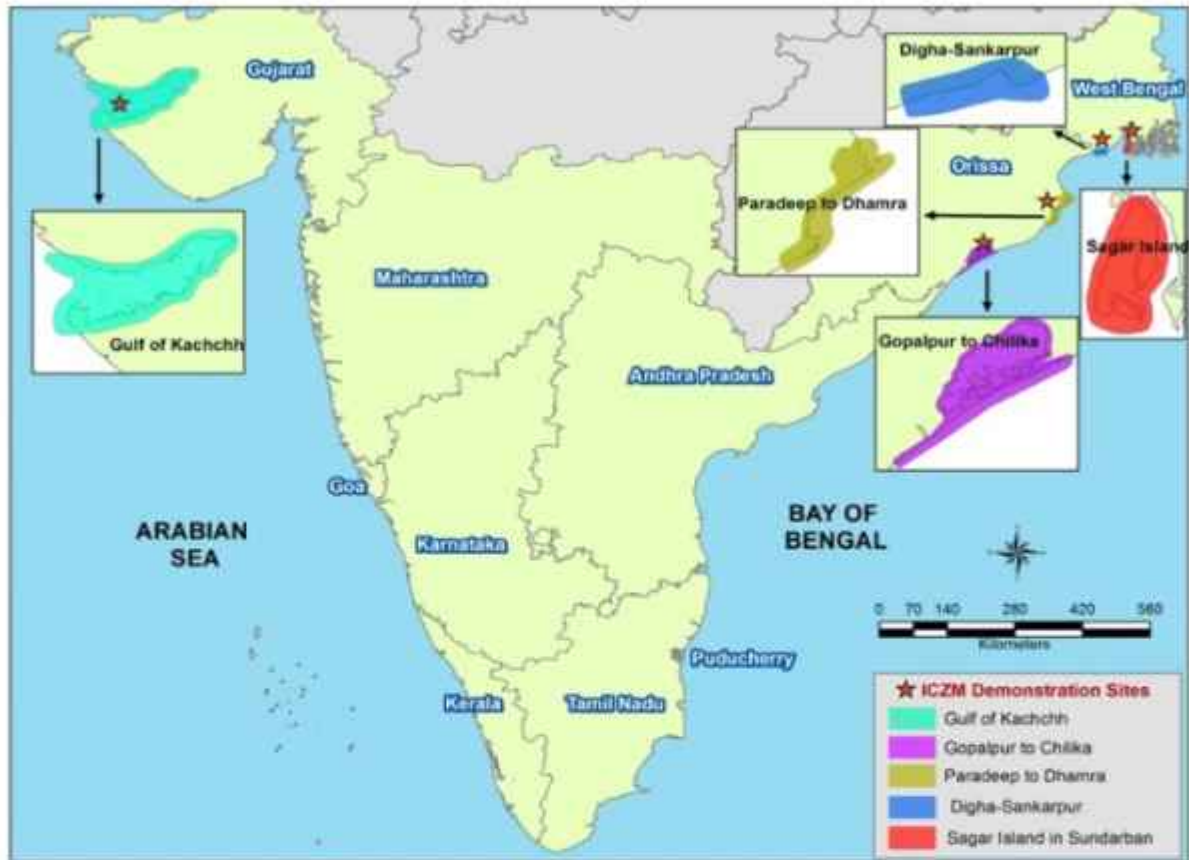 Digha-Sankarpur
Gujarat
West Bengal
Orissa
Paradeep to Dhamra
Sagar Island
Maharashtra
Gulf of Kachchh
Gopalpur to Chilika
Andhra Pradesh
Goa
ARABIAN
SEA
BAY OF
BENGAL
Karnataka
0 70 140 280 420 560
Kilometers
Puducherry
Kerala
Tamil Nadu
ICZM Demonstration Sites
Gulf of Kachchh
Gopalpur to Chilika
Paradeep to Dhamra
Digha-Sankarpur
Sagar Island in Sundarban